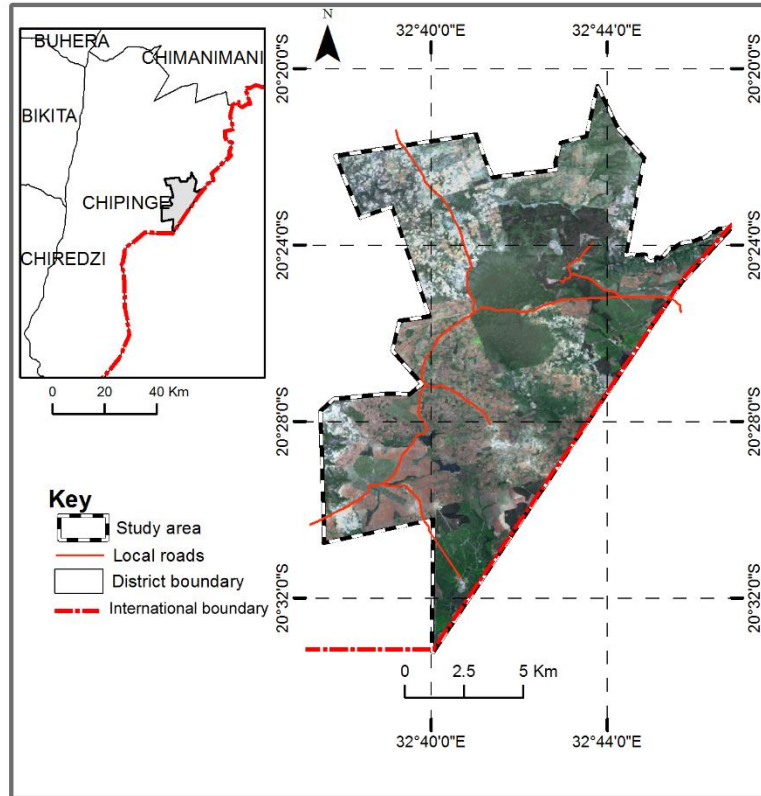 BUHERA
CHIMANIMANI
BIKITA
CHIPINGE
CHIREDZI
0 20 40 Km
N
32°40'0"E 32°44'0"E
20°20'0"S 20°20'0"S
20°24'0"S 20°24'0"S
20°28'0"S 20°28'0"S
20°32'0"S 20°32'0"S
Key
Study area
Local roads
District boundary
International boundary
0 2.5 5 Km
32°40'0"E 32°44'0"E